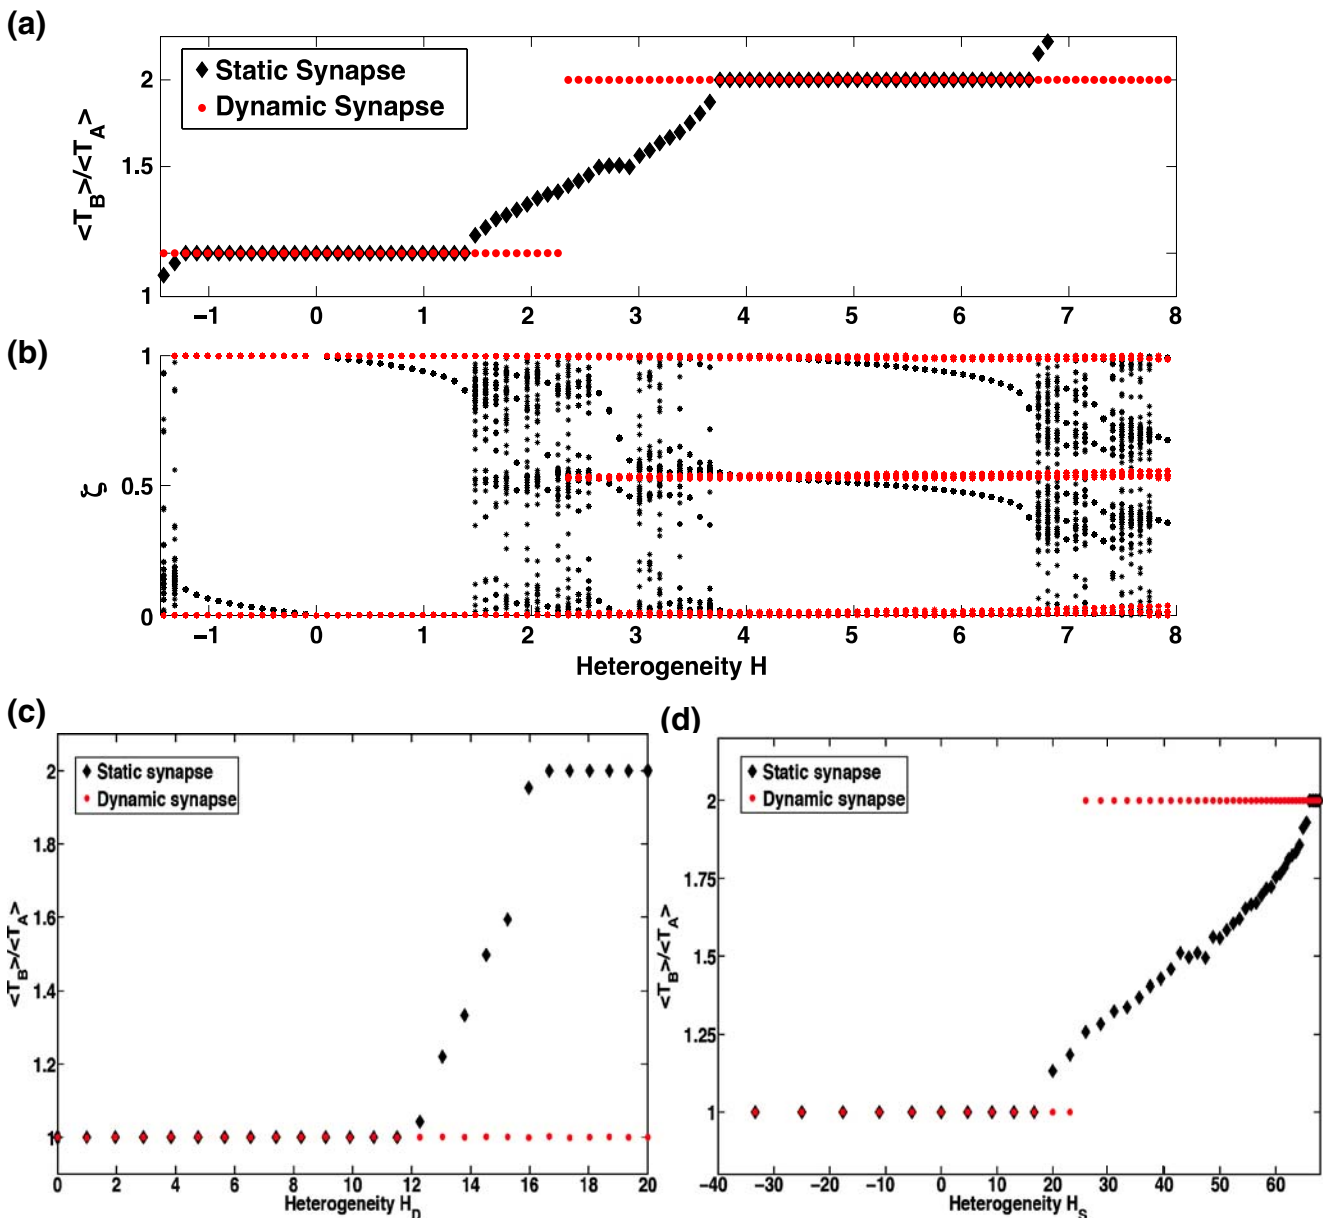 (a)
Static Synapse
Dynamic Synapse
<T_B>/<T_A>
2
1.5
1
−1 0 1 2 3 4 5 6 7 8
(b)
ζ
1
0.5
0
−1 0 1 2 3 4 5 6 7 8
Heterogeneity H
(c)
Static synapse
Dynamic synapse
<T_B>/<T_A>
2
1.8
1.6
1.4
1.2
1
0 2 4 6 8 10 12 14 16 18 20
Heterogeneity H_D
(d)
Static synapse
Dynamic synapse
<T_B>/<T_A>
2
1.75
1.5
1.25
1
−40 −30 −20 −10 0 10 20 30 40 50 60
Heterogeneity H_S